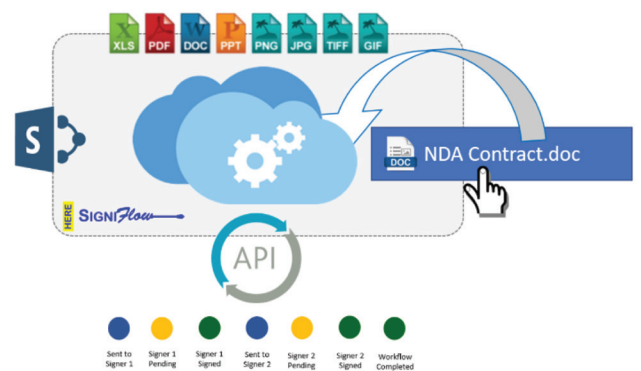 XLS PDF DOC PPT PNG JPG TIFF GIF
S
DOC NDA Contract.doc
HERE SIGNIFlow
API
Sent to Signer 1 Signer 1 Sent to Signer 2 Signer 2 Workflow
Signer 1 Pending Signed Signer 2 Pending Signed Completed